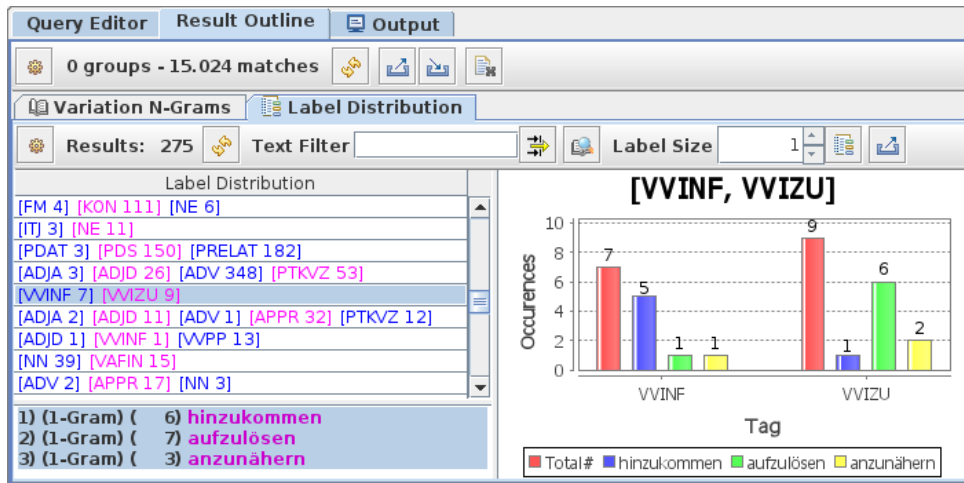 Query Editor Result Outline Output
0 groups - 15.024 matches
Variation N-Grams Label Distribution
Results: 275 Text Filter Label Size 1
Label Distribution
[FM 4] [KON 111] [NE 6]
[ITJ 3] [NE 11]
[PDAT 3] [PDS 150] [PRELAT 182]
[ADJA 3] [ADJD 26] [ADV 348] [PTKVZ 53]
[VVINF 7] [VVIZU 9]
[ADJA 2] [ADJD 11] [ADV 1] [APPR 32] [PTKVZ 12]
[ADJD 1] [VVINF 1] [VVPP 13]
[NN 39] [VAFIN 15]
[ADV 2] [APPR 17] [NN 3]
1) (1-Gram) ( 6) hinzukommen
2) (1-Gram) ( 7) aufzulösen
3) (1-Gram) ( 3) anzunähern
[VVINF, VVIZU]
Occurences
10
8
6
4
2
0
7 5 1 1
9 1 6 2
VVINF VVIZU
Tag
Total# hinzukommen aufzulösen anzunähern